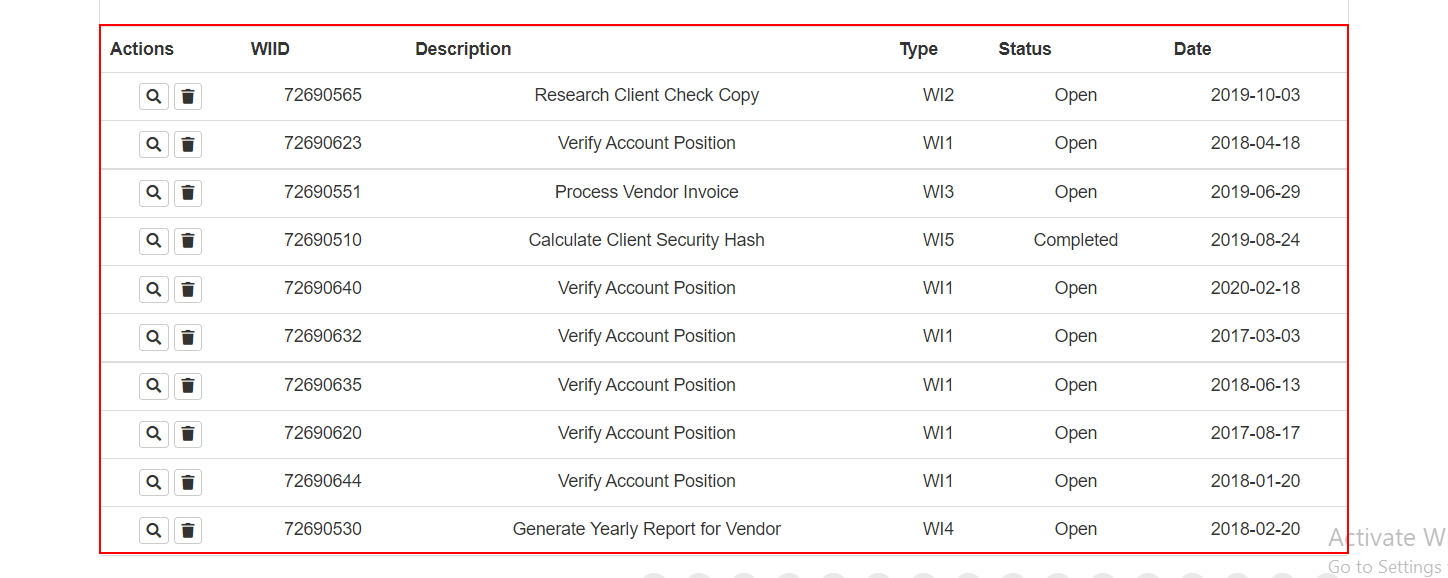 Actions WIID Description Type Status Date
72690565 Research Client Check Copy WI2 Open 2019-10-03
72690623 Verify Account Position WI1 Open 2018-04-18
72690551 Process Vendor Invoice WI3 Open 2019-06-29
72690510 Calculate Client Security Hash WI5 Completed 2019-08-24
72690640 Verify Account Position WI1 Open 2020-02-18
72690632 Verify Account Position WI1 Open 2017-03-03
72690635 Verify Account Position WI1 Open 2018-06-13
72690620 Verify Account Position WI1 Open 2017-08-17
72690644 Verify Account Position WI1 Open 2018-01-20
72690530 Generate Yearly Report for Vendor WI4 Open 2018-02-20
Activate W
Go to Settings